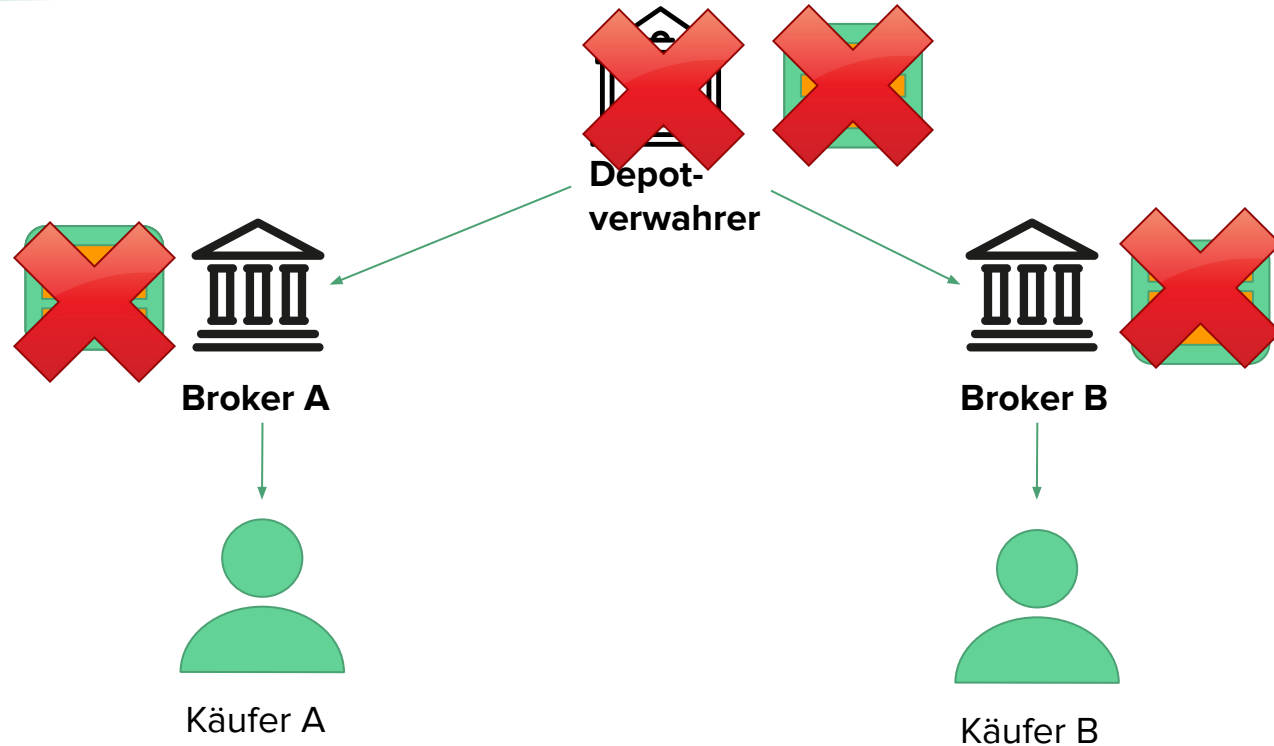 Depot-
verwahrer
Broker A
Broker B
Käufer A
Käufer B